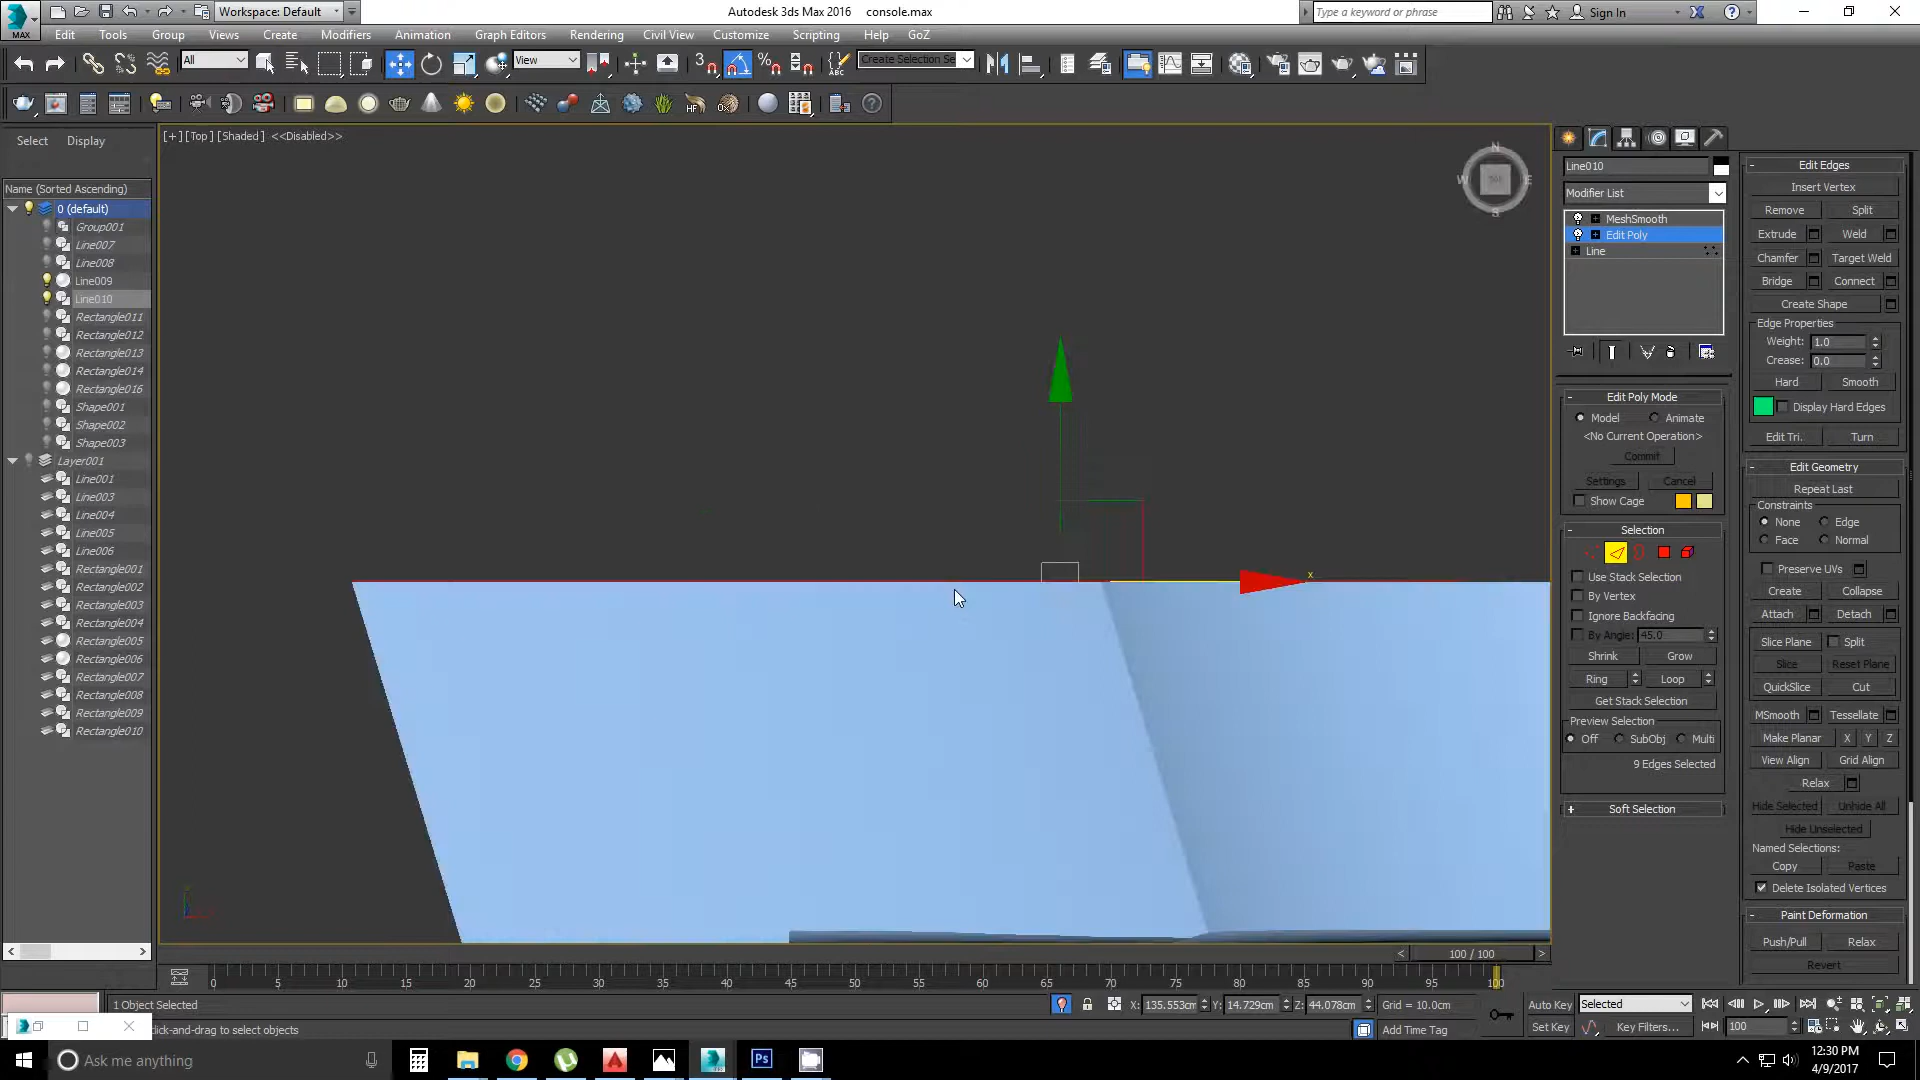 Workspace: Default
Autodesk 3ds Max 2016 console.max
Type a keyword or phrase
Sign In
MAX
Edit Tools Group Views Create Modifiers Animation Graph Editors Rendering Civil View Customize Scripting Help GoZ
All
View
3
%
ABC
Create Selection Se
HF
Select Display
[+] [Top] [Shaded] <<Disabled>>
Name (Sorted Ascending)
0 (default)
Group001
Line007
Line008
Line009
Line010
Rectangle011
Rectangle012
Rectangle013
Rectangle014
Rectangle016
Shape001
Shape002
Shape003
Layer001
Line001
Line003
Line004
Line005
Line006
Rectangle001
Rectangle002
Rectangle003
Rectangle004
Rectangle005
Rectangle006
Rectangle007
Rectangle008
Rectangle009
Rectangle010
N
W E
S
x
Line010
Modifier List
MeshSmooth
Edit Poly
Line
Edit Poly Mode
Model Animate
<No Current Operation>
Commit
Settings Cancel
Show Cage
Selection
Use Stack Selection
By Vertex
Ignore Backfacing
By Angle: 45.0
Shrink Grow
Ring Loop
Get Stack Selection
Preview Selection
Off SubObj Multi
9 Edges Selected
Soft Selection
Edit Edges
Insert Vertex
Remove Split
Extrude Weld
Chamfer Target Weld
Bridge Connect
Create Shape
Edge Properties
Weight: 1.0
Crease: 0.0
Hard Smooth
Display Hard Edges
Edit Tri. Turn
Edit Geometry
Repeat Last
Constraints
None Edge
Face Normal
Preserve UVs
Create Collapse
Attach Detach
Slice Plane Split
Slice Reset Plane
QuickSlice Cut
MSmooth Tessellate
Make Planar X Y Z
View Align Grid Align
Relax
Hide Selected Unhide All
Hide Unselected
Named Selections:
Copy Paste
Delete Isolated Vertices
Paint Deformation
Push/Pull Relax
Revert
< 100 / 100 >
0 5 10 15 20 25 30 35 40 45 50 55 60 65 70 75 80 85 90 95 100
1 Object Selected
X: 135.553cm Y: 14.729cm Z: 44.078cm Grid = 10.0cm
Auto Key Selected
click-and-drag to select objects
Add Time Tag
Set Key Key Filters... 100
Ask me anything
Ps
12:30 PM
4/9/2017